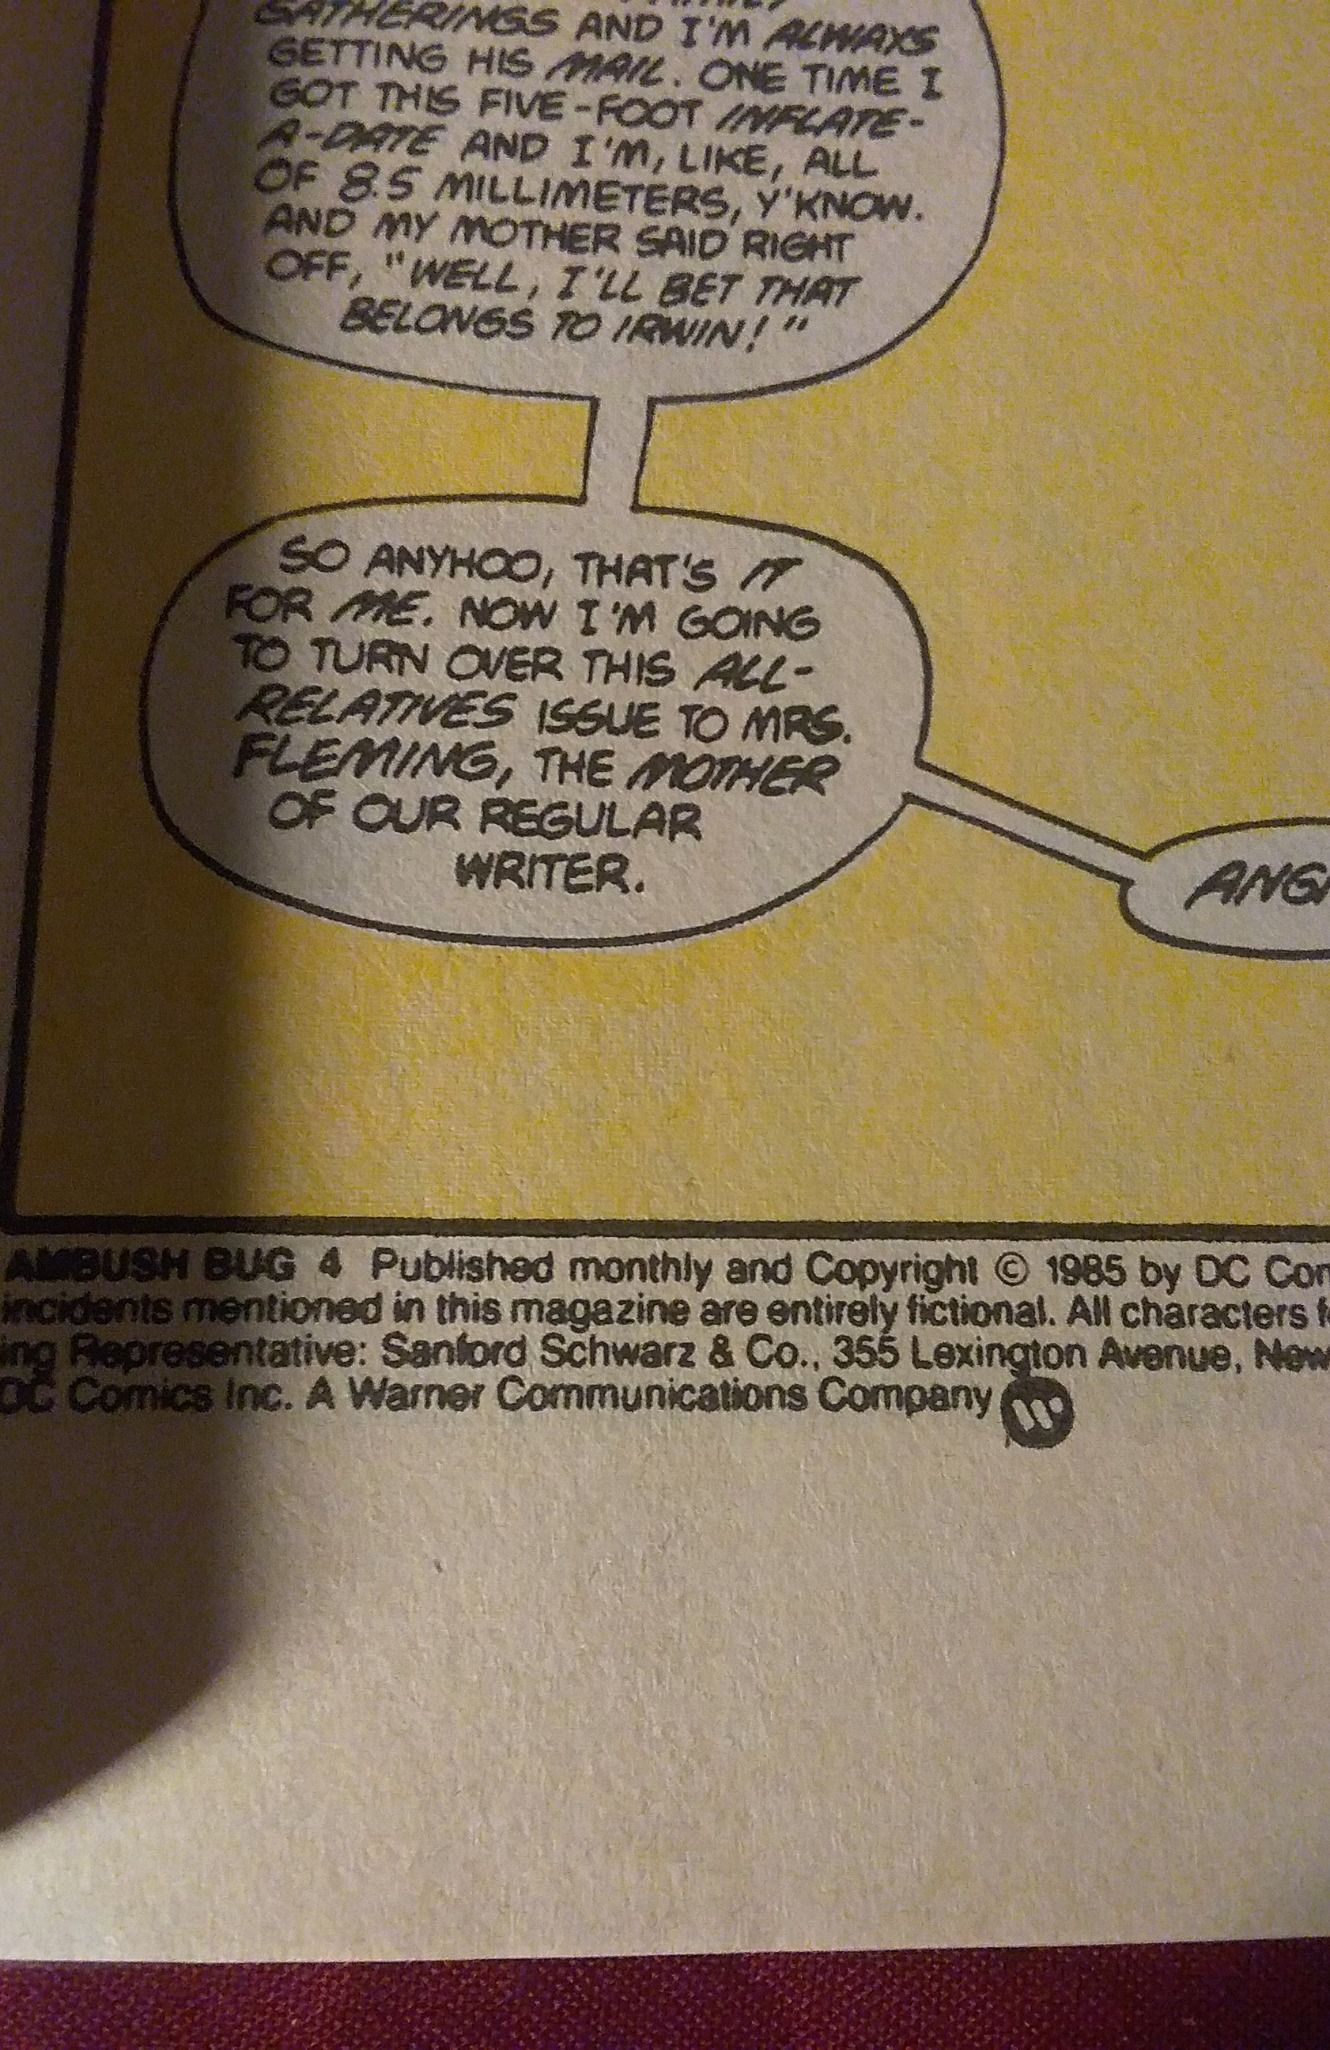 GATHERINGS AND I'M ALWAYS
GETTING HIS MAIL. ONE TIME I
GOT THIS FIVE-FOOT INFLATE-
A-DATE AND I'M, LIKE, ALL
OF 8.5 MILLIMETERS, Y'KNOW.
AND MY MOTHER SAID RIGHT
OFF, "WELL, I'LL BET THAT
BELONGS TO IRWIN!"
SO ANYHOO, THAT'S IT
FOR ME. NOW I'M GOING
TO TURN OVER THIS ALL-
RELATIVES ISSUE TO MRS.
FLEMING, THE MOTHER
OF OUR REGULAR
WRITER.
AMBUSH BUG 4 Published monthly and Copyright © 1985 by DC
incidents mentioned in this magazine are entirely fictional. All characters
ing Representative: Sanford Schwarz & Co., 355 Lexington Avenue, New
DC Comics Inc. A Warner Communications Company